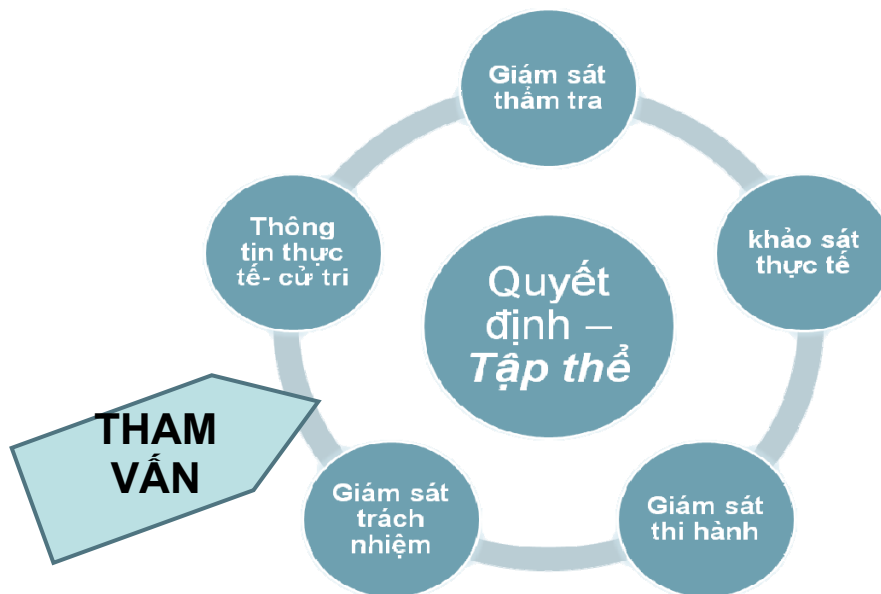 Giám sát
thẩm tra
Thông
tin thực
tế- cử tri
khảo sát
thực tế
Quyết
định –
Tập thể
THAM
VẤN
Giám sát
trách
nhiệm
Giám sát
thi hành